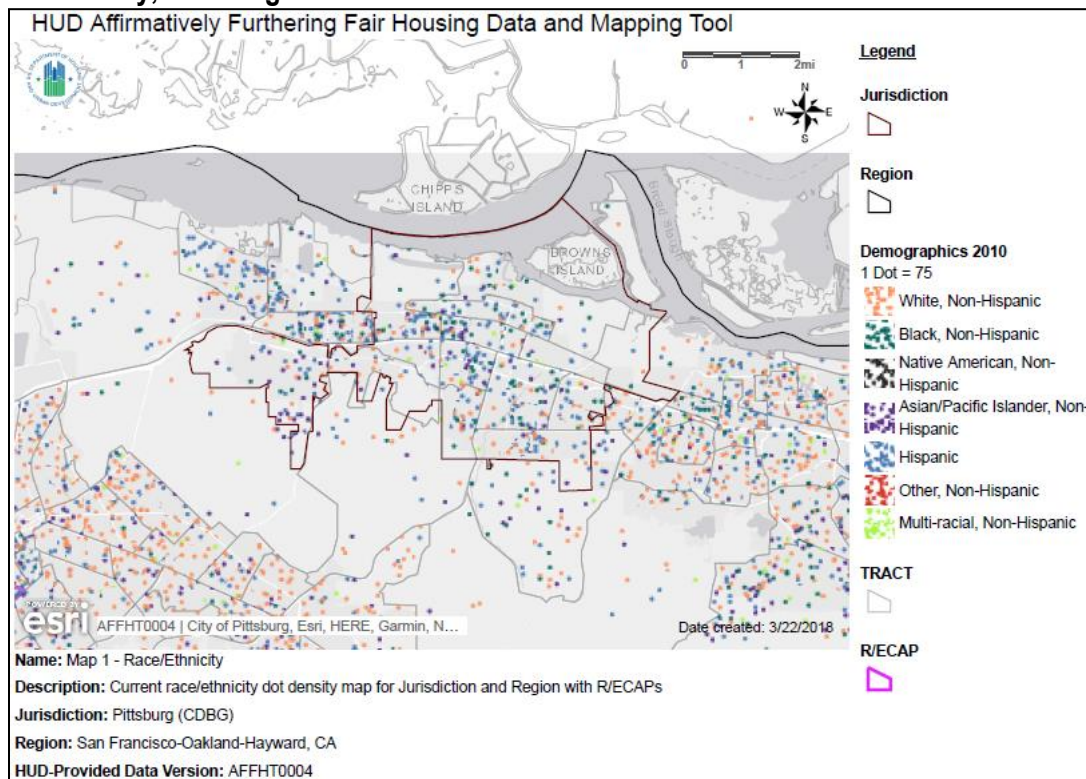 HUD Affirmatively Furthering Fair Housing Data and Mapping Tool
0 1 2mi
N
W E
S
CHIPPS
ISLAND
BROWNS
ISLAND
Broad Slough
POWERED BY
esri
AFFHT0004 | City of Pittsburg, Esri, HERE, Garmin, N...
Date created: 3/22/2018
Legend
Jurisdiction
Region
Demographics 2010
1 Dot = 75
White, Non-Hispanic
Black, Non-Hispanic
Native American, Non-
Hispanic
Asian/Pacific Islander, Non-
Hispanic
Hispanic
Other, Non-Hispanic
Multi-racial, Non-Hispanic
TRACT
R/ECAP
Name: Map 1 - Race/Ethnicity
Description: Current race/ethnicity dot density map for Jurisdiction and Region with R/ECAPs
Jurisdiction: Pittsburg (CDBG)
Region: San Francisco-Oakland-Hayward, CA
HUD-Provided Data Version: AFFHT0004